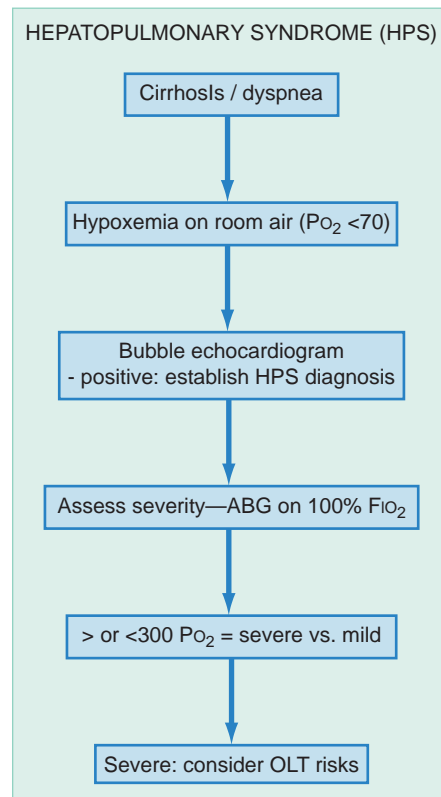 HEPATOPULMONARY SYNDROME (HPS)
CirrhosIs / dyspnea
Hypoxemia on room air (PO2 <70)
Bubble echocardiogram
- positive: establish HPS diagnosis
Assess severity—ABG on 100% FIO2
> or <300 PO2 = severe vs. mild
Severe: consider OLT risks